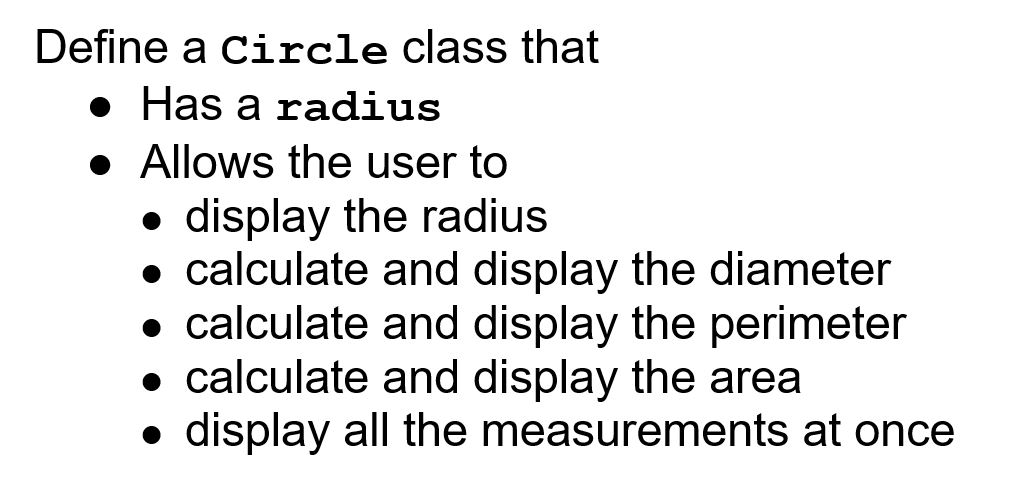 Define a Circle class that
● Has a radius
● Allows the user to
● display the radius
● calculate and display the diameter
● calculate and display the perimeter
● calculate and display the area
● display all the measurements at once